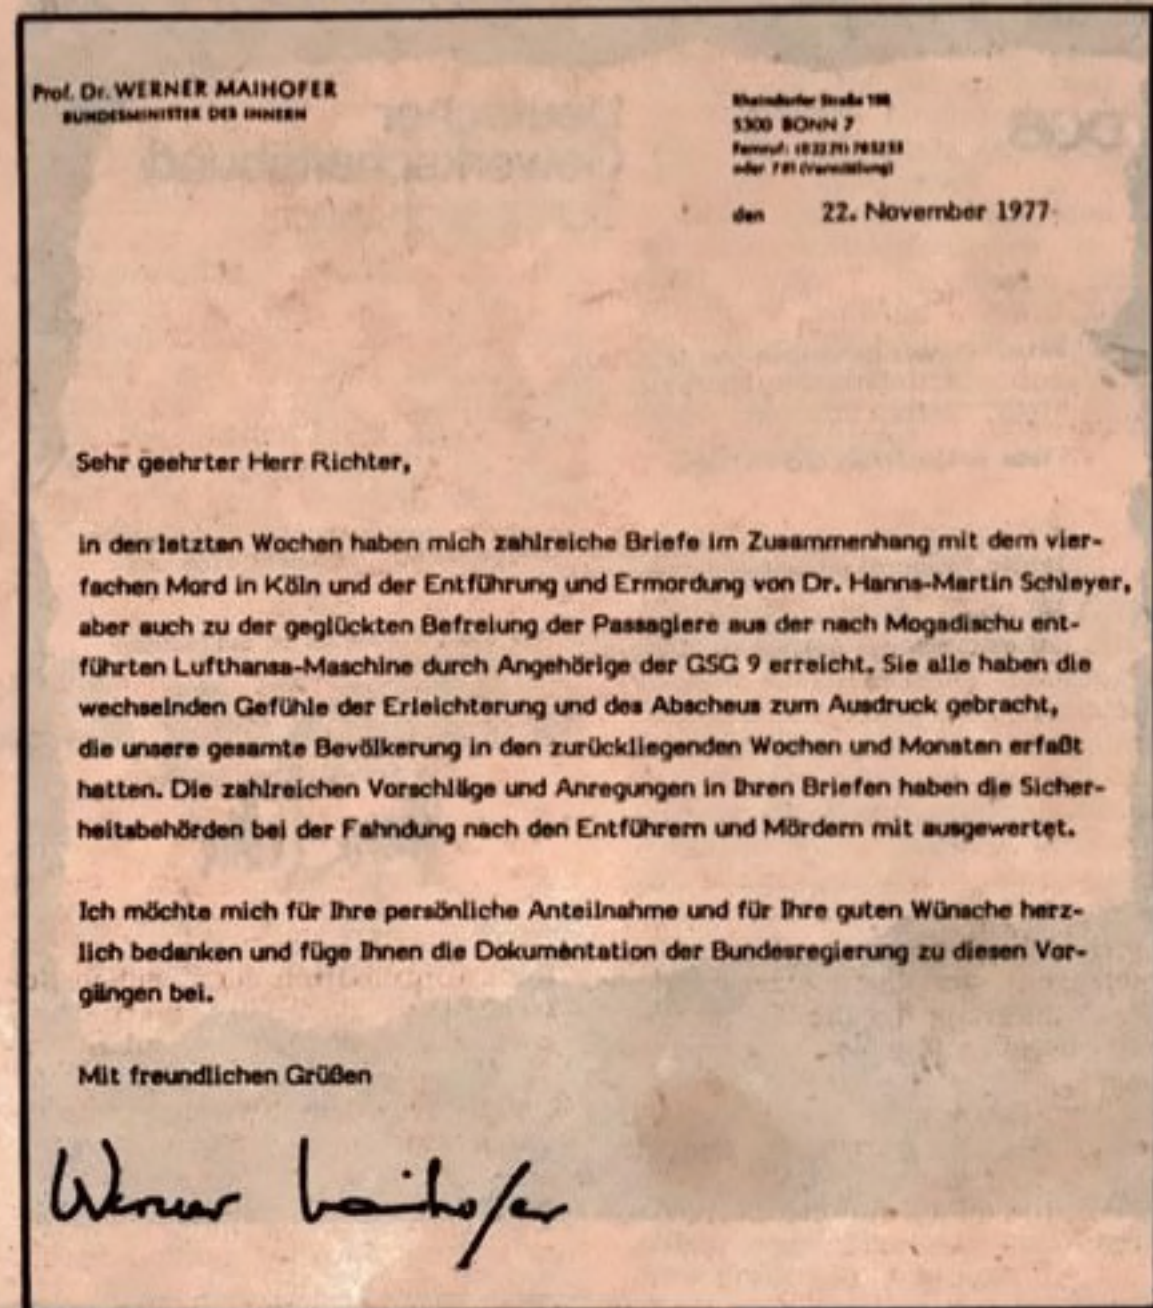 Prof. Dr. WERNER MAIHOFER
BUNDESMINISTER DES INNERN
Rheindorfer Straße 198
5300 BONN 7
oder 7 81 (Vermittlung)
den 22. November 1977
Sehr geehrter Herr Richter,
in den letzten Wochen haben mich zahlreiche Briefe im Zusammenhang mit dem vier-
fachen Mord in Köln und der Entführung und Ermordung von Dr. Hanns-Martin Schleyer,
aber auch zu der geglückten Befreiung der Passagiere aus der nach Mogadischu ent-
führten Lufthansa-Maschine durch Angehörige der GSG 9 erreicht. Sie alle haben die
wechselnden Gefühle der Erleichterung und des Abscheus zum Ausdruck gebracht,
die unsere gesamte Bevölkerung in den zurückliegenden Wochen und Monaten erfaßt
hatten. Die zahlreichen Vorschläge und Anregungen in Ihren Briefen haben die Sicher-
heitsbehörden bei der Fahndung nach den Entführern und Mördern mit ausgewertet.
Ich möchte mich für Ihre persönliche Anteilnahme und für Ihre guten Wünsche herz-
lich bedanken und füge Ihnen die Dokumentation der Bundesregierung zu diesen Vor-
gängen bei.
Mit freundlichen Grüßen
Werner Maihofer